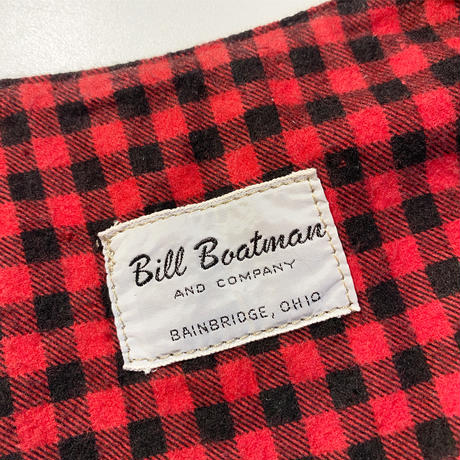 Bill Boatman
AND COMPANY
BAINBRIDGE, OHIO